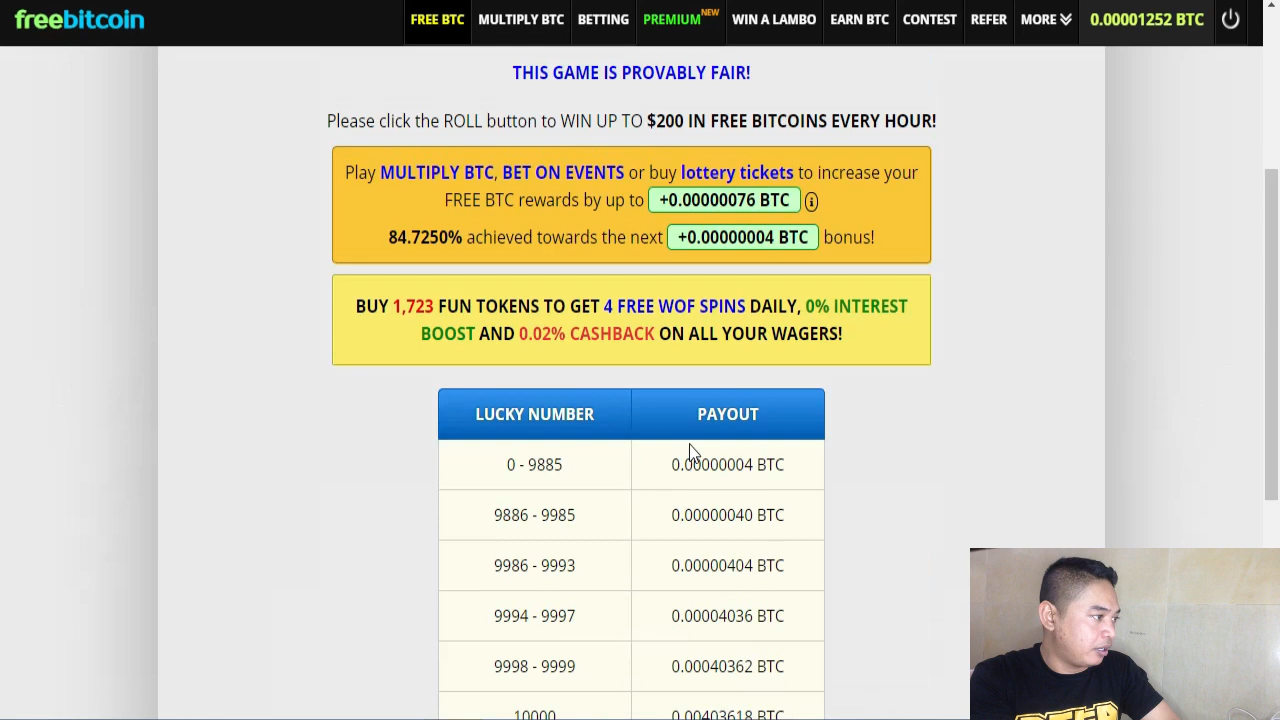 freebitcoin FREE BTC MULTIPLY BTC BETTING PREMIUM NEW WIN A LAMBO EARN BTC CONTEST REFER MORE 0.00001252 BTC
THIS GAME IS PROVABLY FAIR!
Please click the ROLL button to WIN UP TO $200 IN FREE BITCOINS EVERY HOUR!
Play MULTIPLY BTC, BET ON EVENTS or buy lottery tickets to increase your
FREE BTC rewards by up to +0.00000076 BTC
84.7250% achieved towards the next +0.00000004 BTC bonus!
BUY 1,723 FUN TOKENS TO GET 4 FREE WOF SPINS DAILY, 0% INTEREST
BOOST AND 0.02% CASHBACK ON ALL YOUR WAGERS!
LUCKY NUMBER PAYOUT
0 - 9885 0.00000004 BTC
9886 - 9985 0.00000040 BTC
9986 - 9993 0.00000404 BTC
9994 - 9997 0.00004036 BTC
9998 - 9999 0.00040362 BTC
10000 0.00403618 BTC